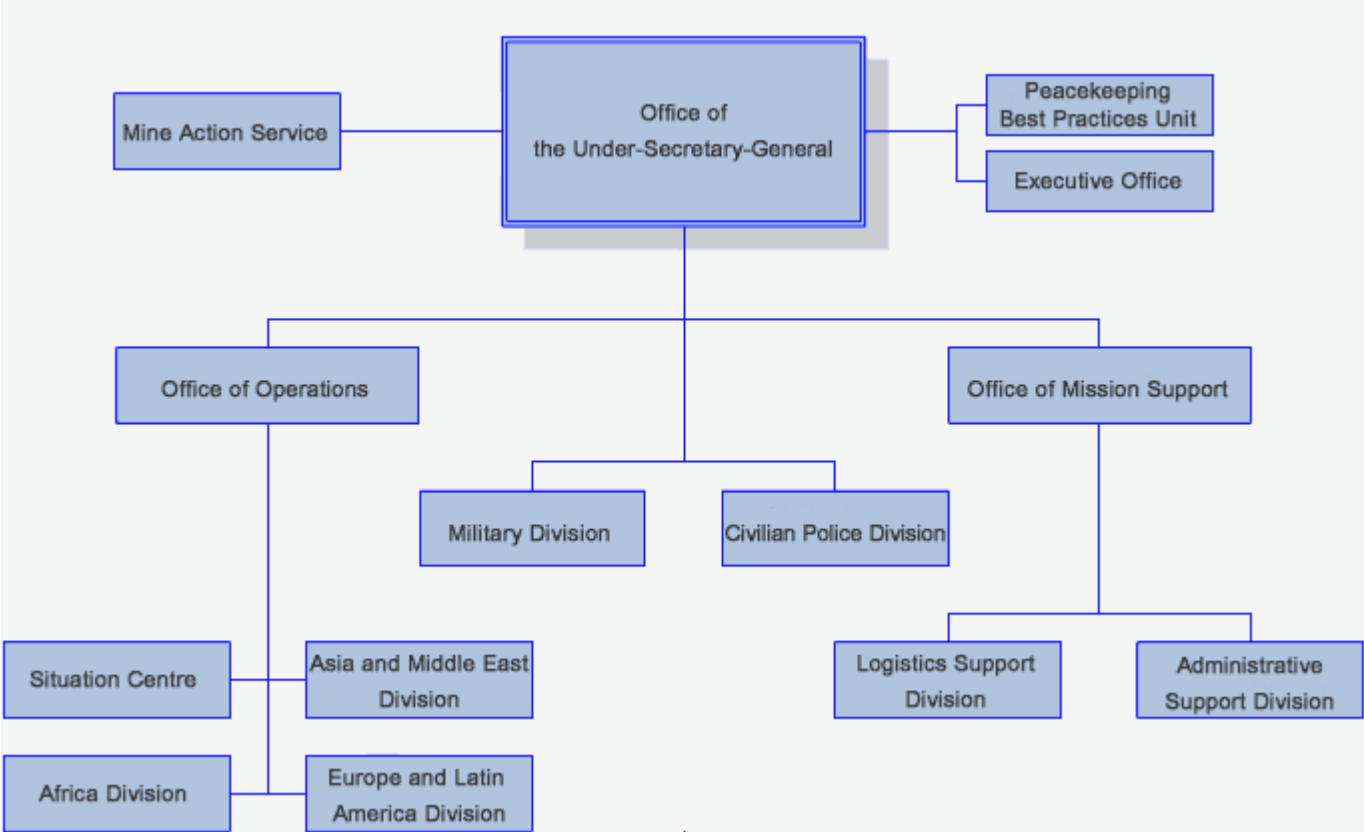 Office of
the Under-Secretary-General
Mine Action Service
Peacekeeping
Best Practices Unit
Executive Office
Office of Operations
Office of Mission Support
Military Division
Civilian Police Division
Situation Centre
Asia and Middle East
Division
Logistics Support
Division
Administrative
Support Division
Africa Division
Europe and Latin
America Division